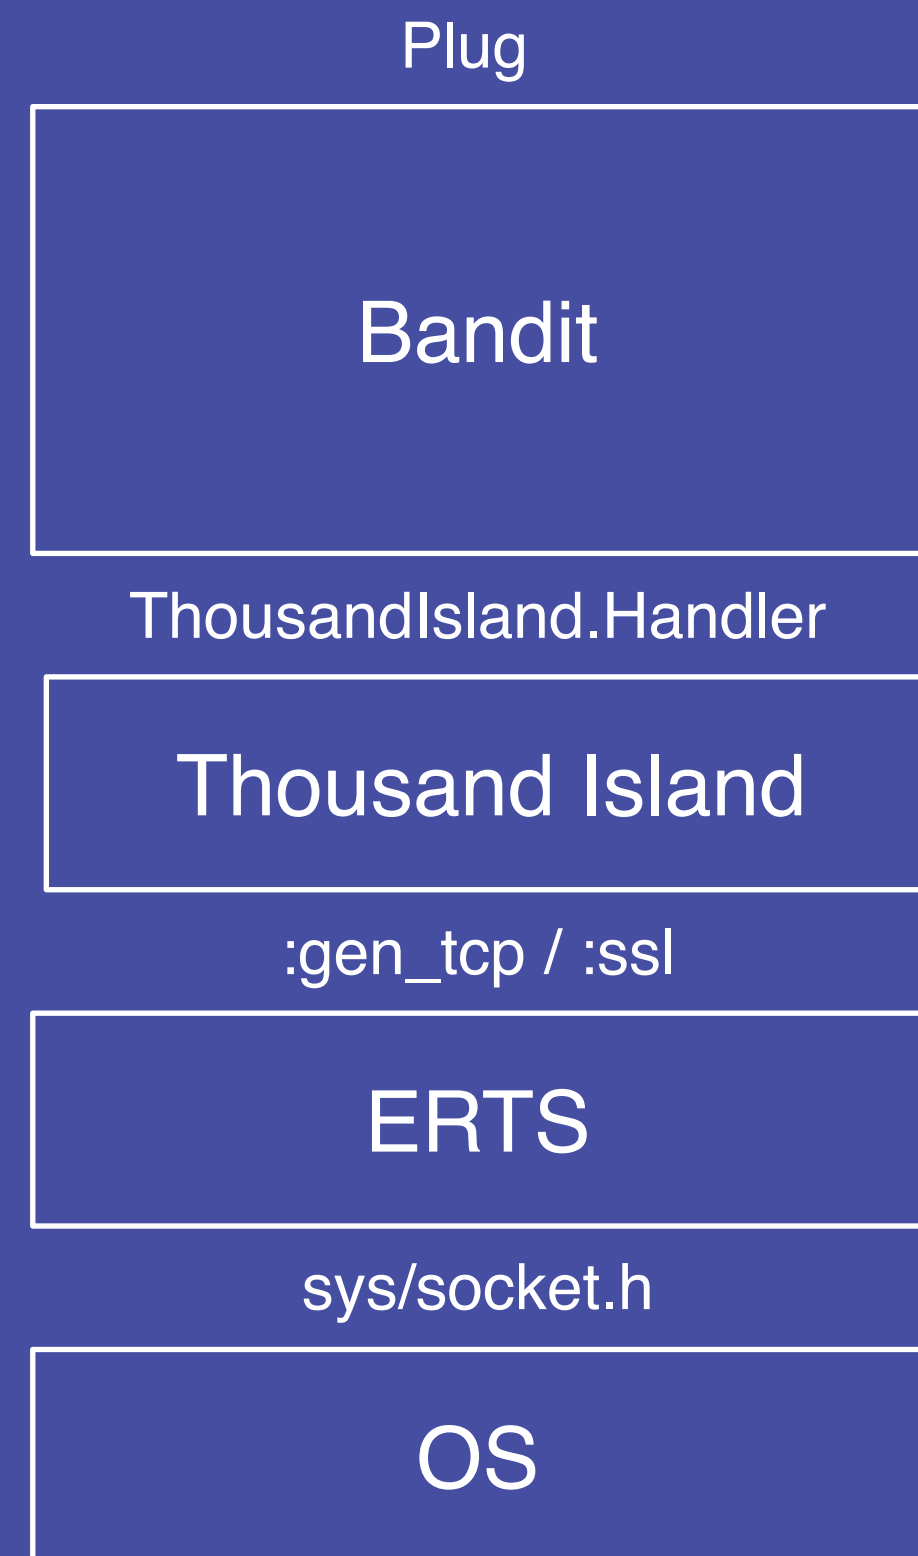 Plug
Bandit
ThousandIsland.Handler
Thousand Island
:gen_tcp / :ssl
ERTS
sys/socket.h
OS